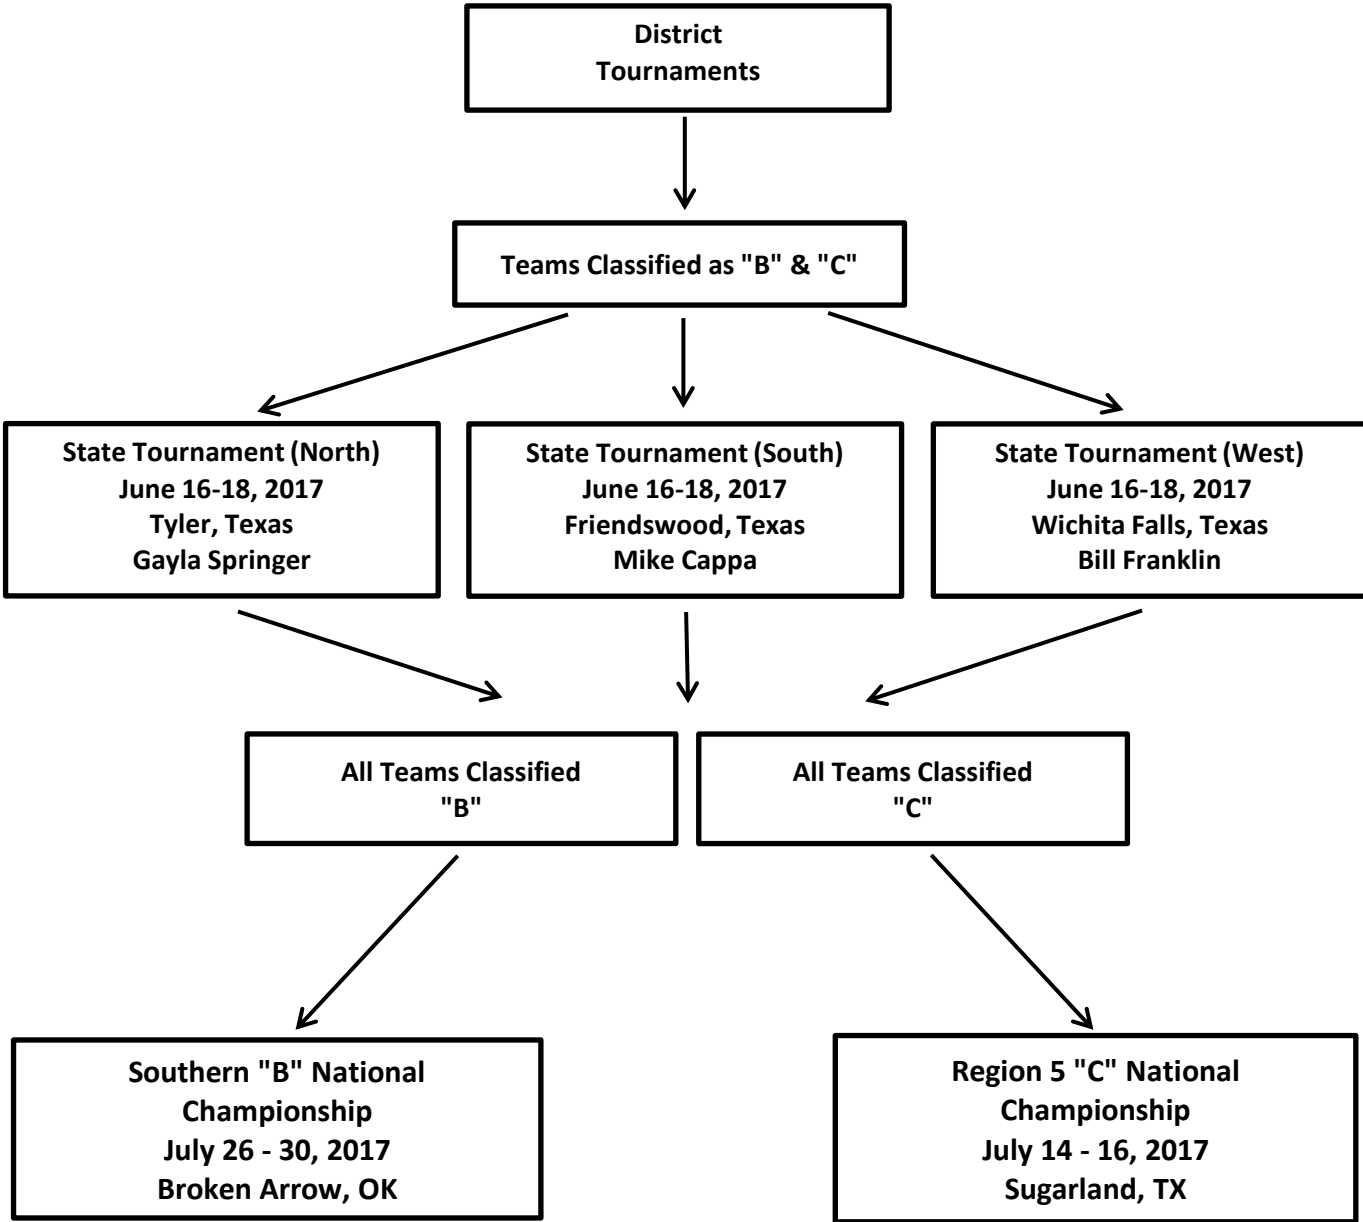 District
Tournaments
Teams Classified as "B" & "C"
State Tournament (North)
June 16-18, 2017
Tyler, Texas
Gayla Springer
State Tournament (South)
June 16-18, 2017
Friendswood, Texas
Mike Cappa
State Tournament (West)
June 16-18, 2017
Wichita Falls, Texas
Bill Franklin
All Teams Classified
"B"
All Teams Classified
"C"
Southern "B" National
Championship
July 26 - 30, 2017
Broken Arrow, OK
Region 5 "C" National
Championship
July 14 - 16, 2017
Sugarland, TX